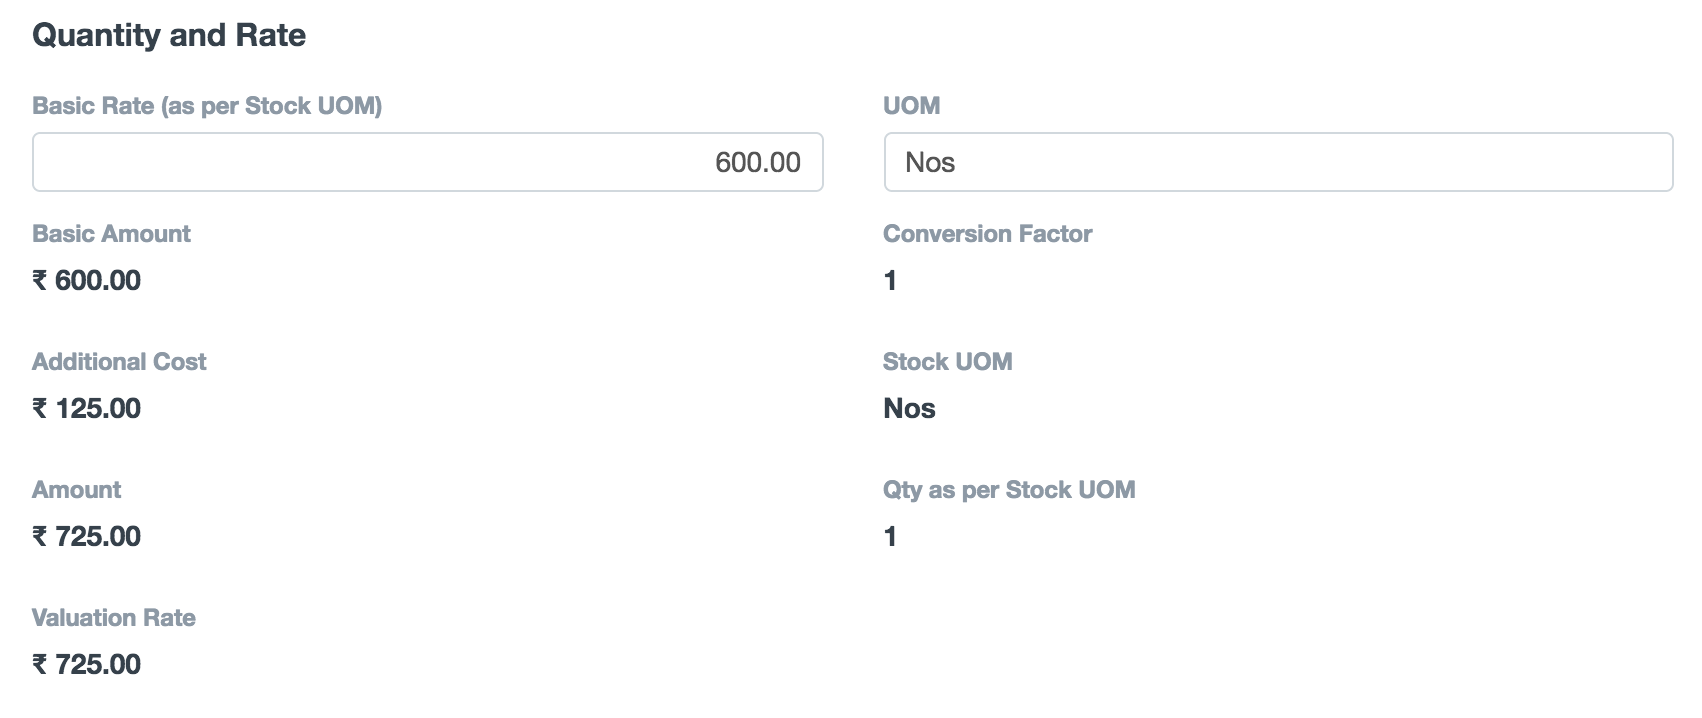 Quantity and Rate
Basic Rate (as per Stock UOM)
600.00
Basic Amount
₹ 600.00
Additional Cost
₹ 125.00
Amount
₹ 725.00
Valuation Rate
₹ 725.00
UOM
Nos
Conversion Factor
1
Stock UOM
Nos
Qty as per Stock UOM
1